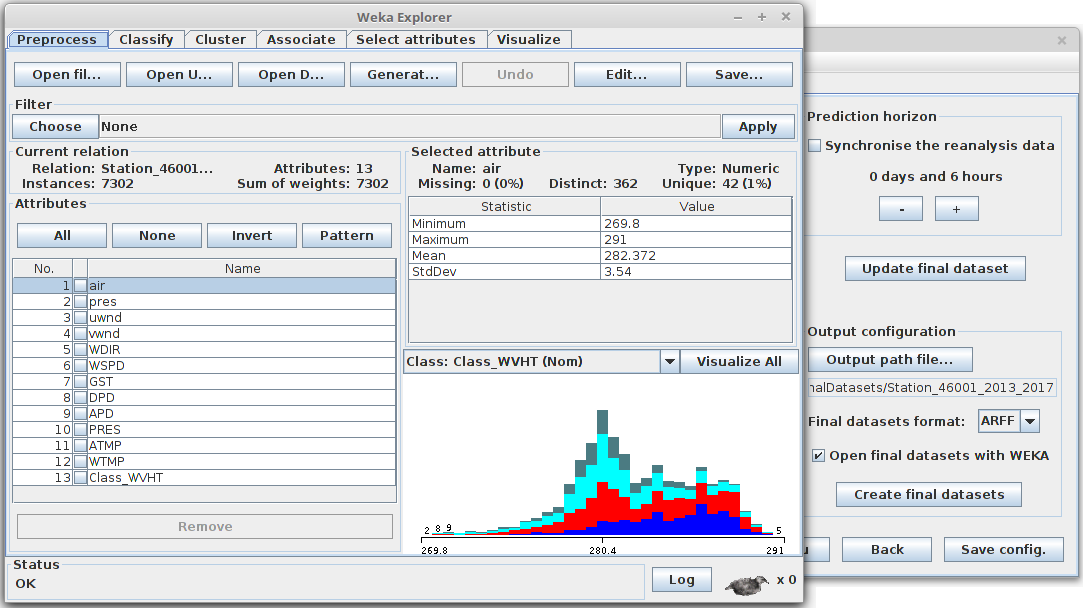 Weka Explorer
Preprocess Classify Cluster Associate Select attributes Visualize
Open fil... Open U... Open D... Generat... Undo Edit... Save...
Filter
Choose None Apply
Current relation
Relation: Station_46001... Attributes: 13
Instances: 7302 Sum of weights: 7302
Attributes
All None Invert Pattern
No. Name
1 air
2 pres
3 uwnd
4 vwnd
5 WDIR
6 WSPD
7 GST
8 DPD
9 APD
10 PRES
11 ATMP
12 WTMP
13 Class_WVHT
Remove
Selected attribute
Name: air Type: Numeric
Missing: 0 (0%) Distinct: 362 Unique: 42 (1%)
Statistic Value
Minimum 269.8
Maximum 291
Mean 282.372
StdDev 3.54
Class: Class_WVHT (Nom) Visualize All
2 8 9 5
269.8 280.4 291
Status
OK
Log x 0
Prediction horizon
Synchronise the reanalysis data
0 days and 6 hours
- +
Update final dataset
Output configuration
Output path file...
nalDatasets/Station_46001_2013_2017
Final datasets format: ARFF
Open final datasets with WEKA
Create final datasets
Back Save config.